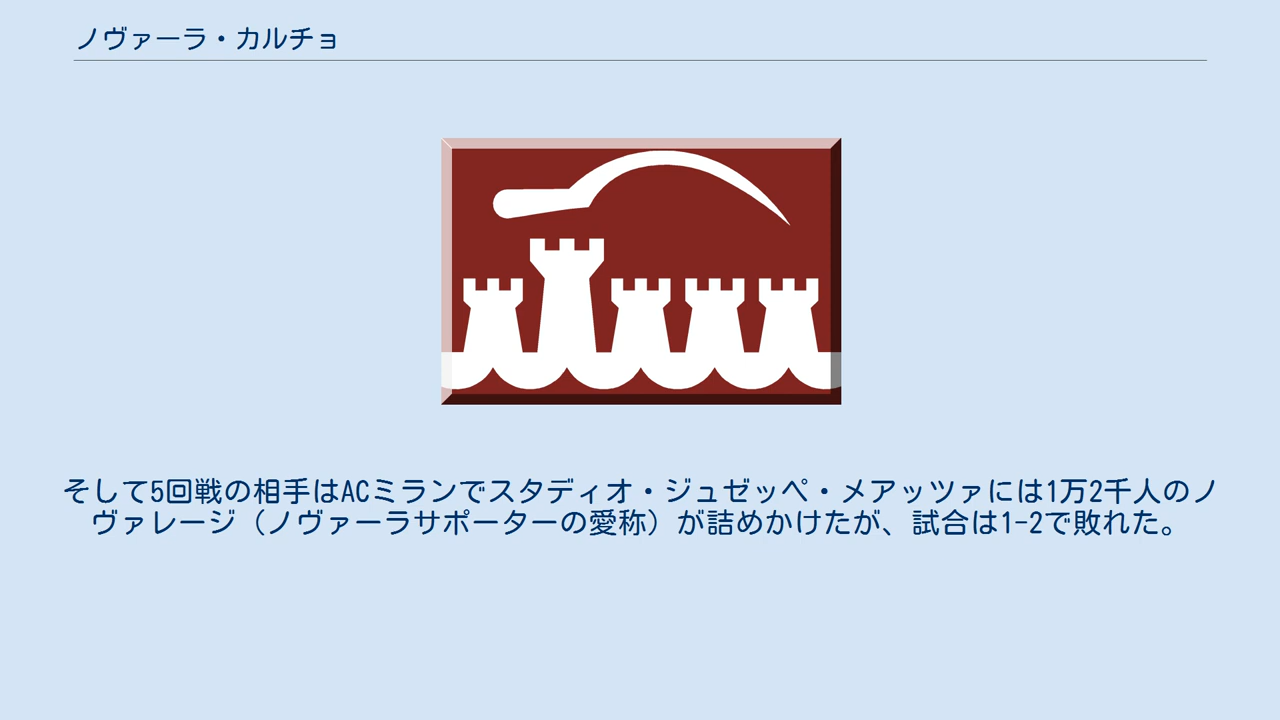 ノヴァーラ・カルチョ
そして5回戦の相手はACミランでスタディオ・ジュゼッペ・メアッツァには1万2千人のノ
ヴァレージ（ノヴァーラサポーターの愛称）が詰めかけたが、試合は1-2で敗れた。